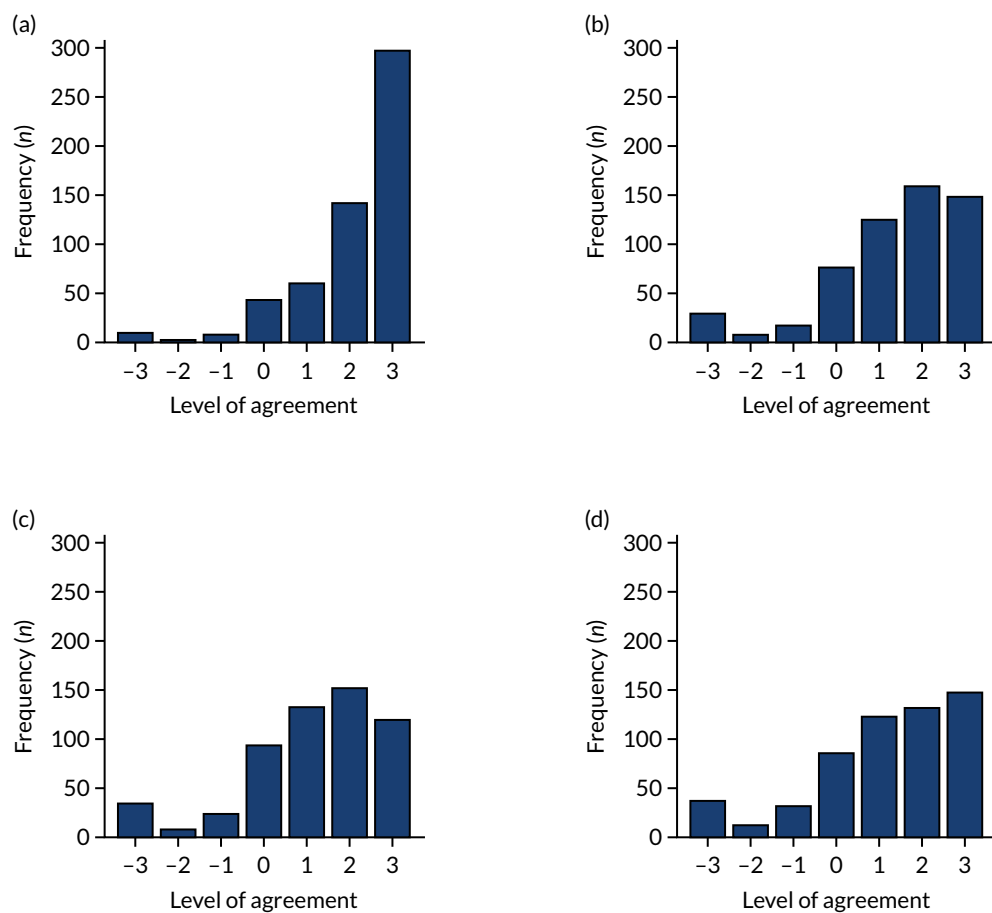 (a)
300
250
200
150
100
50
0
Frequency (n)
–3 –2 –1 0 1 2 3
Level of agreement
(b)
300
250
200
150
100
50
0
Frequency (n)
–3 –2 –1 0 1 2 3
Level of agreement
(c)
300
250
200
150
100
50
0
Frequency (n)
–3 –2 –1 0 1 2 3
Level of agreement
(d)
300
250
200
150
100
50
0
Frequency (n)
–3 –2 –1 0 1 2 3
Level of agreement